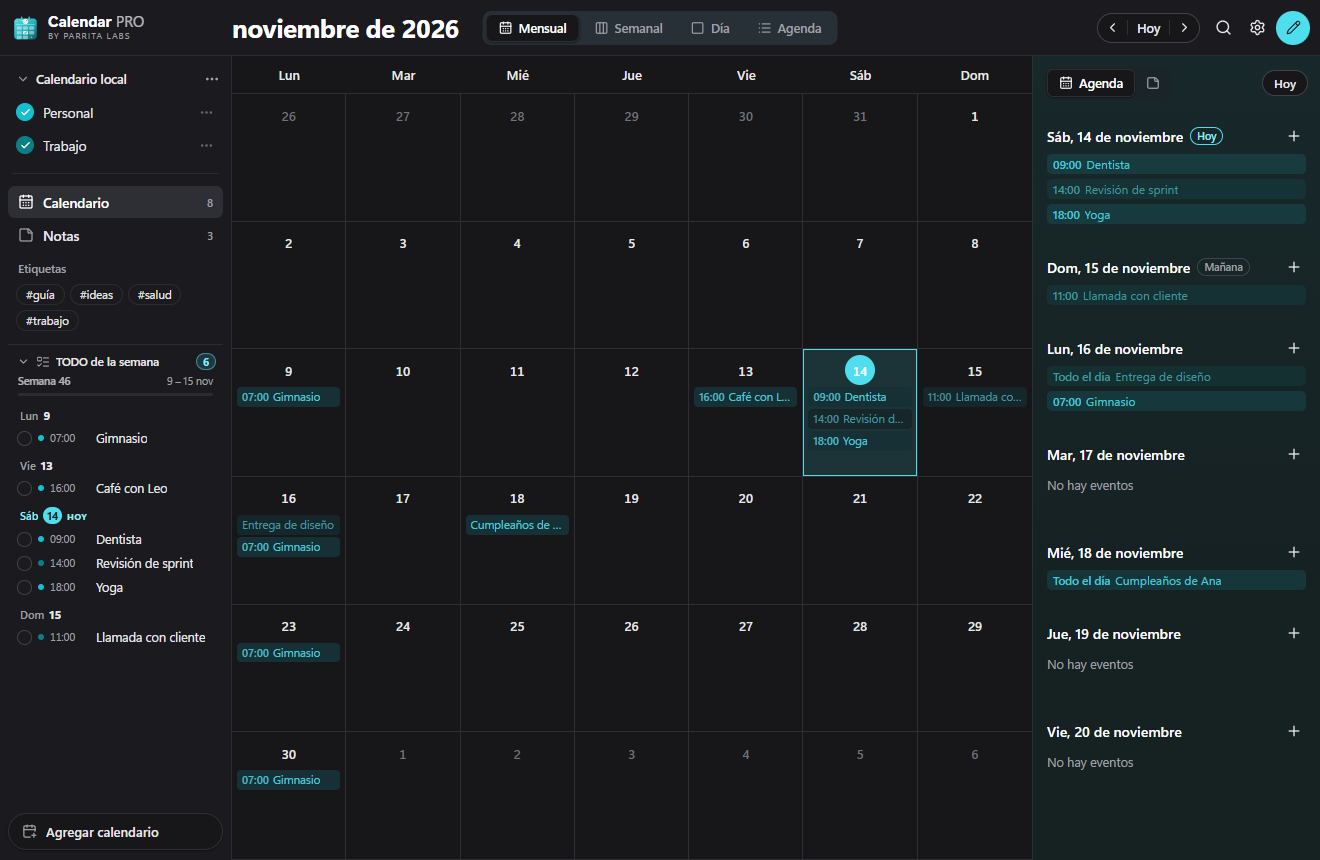 Calendar PRO
BY PARRITA LABS
noviembre de 2026
Mensual
Semanal
Día
Agenda
Hoy
Calendario local
Personal
Trabajo
Calendario 8
Notas 3
Etiquetas
#guía #ideas #salud
#trabajo
TODO de la semana 6
Semana 46 9 – 15 nov
Lun 9
07:00 Gimnasio
Vie 13
16:00 Café con Leo
Sáb 14 HOY
09:00 Dentista
14:00 Revisión de sprint
18:00 Yoga
Dom 15
11:00 Llamada con cliente
Agregar calendario
Lun Mar Mié Jue Vie Sáb Dom
26 27 28 29 30 31 1
2 3 4 5 6 7 8
9 10 11 12 13 14 15
07:00 Gimnasio
16:00 Café con L...
09:00 Dentista
14:00 Revisión d...
18:00 Yoga
11:00 Llamada co...
16 17 18 19 20 21 22
Entrega de diseño
07:00 Gimnasio
Cumpleaños de ...
23 24 25 26 27 28 29
07:00 Gimnasio
30 1 2 3 4 5 6
07:00 Gimnasio
Agenda
Hoy
Sáb, 14 de noviembre Hoy
09:00 Dentista
14:00 Revisión de sprint
18:00 Yoga
Dom, 15 de noviembre Mañana
11:00 Llamada con cliente
Lun, 16 de noviembre
Todo el día Entrega de diseño
07:00 Gimnasio
Mar, 17 de noviembre
No hay eventos
Mié, 18 de noviembre
Todo el día Cumpleaños de Ana
Jue, 19 de noviembre
No hay eventos
Vie, 20 de noviembre
No hay eventos